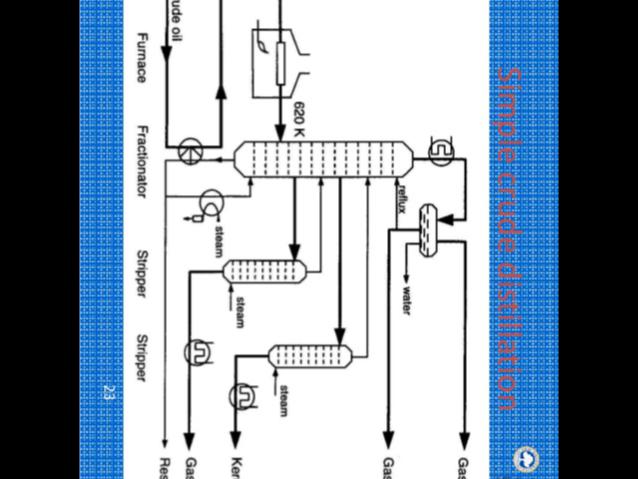 Simple crude distillation
620 K
reflux
water
steam
steam
steam
ude oil
Furnace
Fractionator
Stripper
Stripper
Gas
Gas
Ker
Gas
Res
23